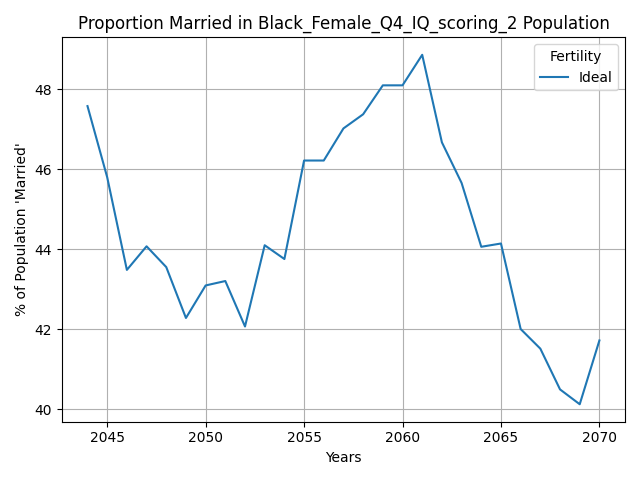 Proportion Married in Black_Female_Q4_IQ_scoring_2 Population
Fertility
Ideal
% of Population 'Married'
48
46
44
42
40
2045 2050 2055 2060 2065 2070
Years